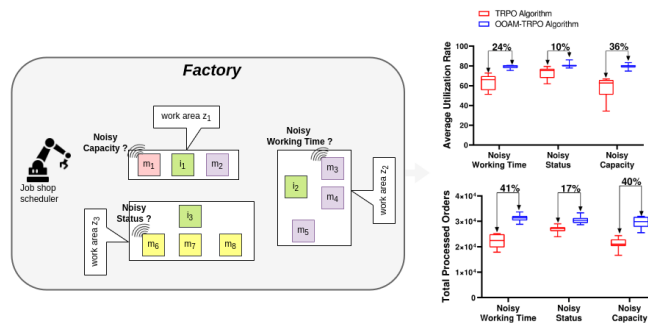 Factory
work area z1
Noisy
Capacity ?
m1
i1
m2
Job shop
scheduler
Noisy
Working Time ?
m3
i2
m4
m5
work area z2
work area z3
Noisy
Status ?
i3
m6
m7
m8
TRPO Algorithm
OOAM-TRPO Algorithm
Average Utilization Rate
100
80
60
40
20
0
24%
10%
36%
Noisy
Working Time
Noisy
Status
Noisy
Capacity
Total Processed Orders
4×10⁴
3×10⁴
2×10⁴
1×10⁴
0
41%
17%
40%
Noisy
Working Time
Noisy
Status
Noisy
Capacity